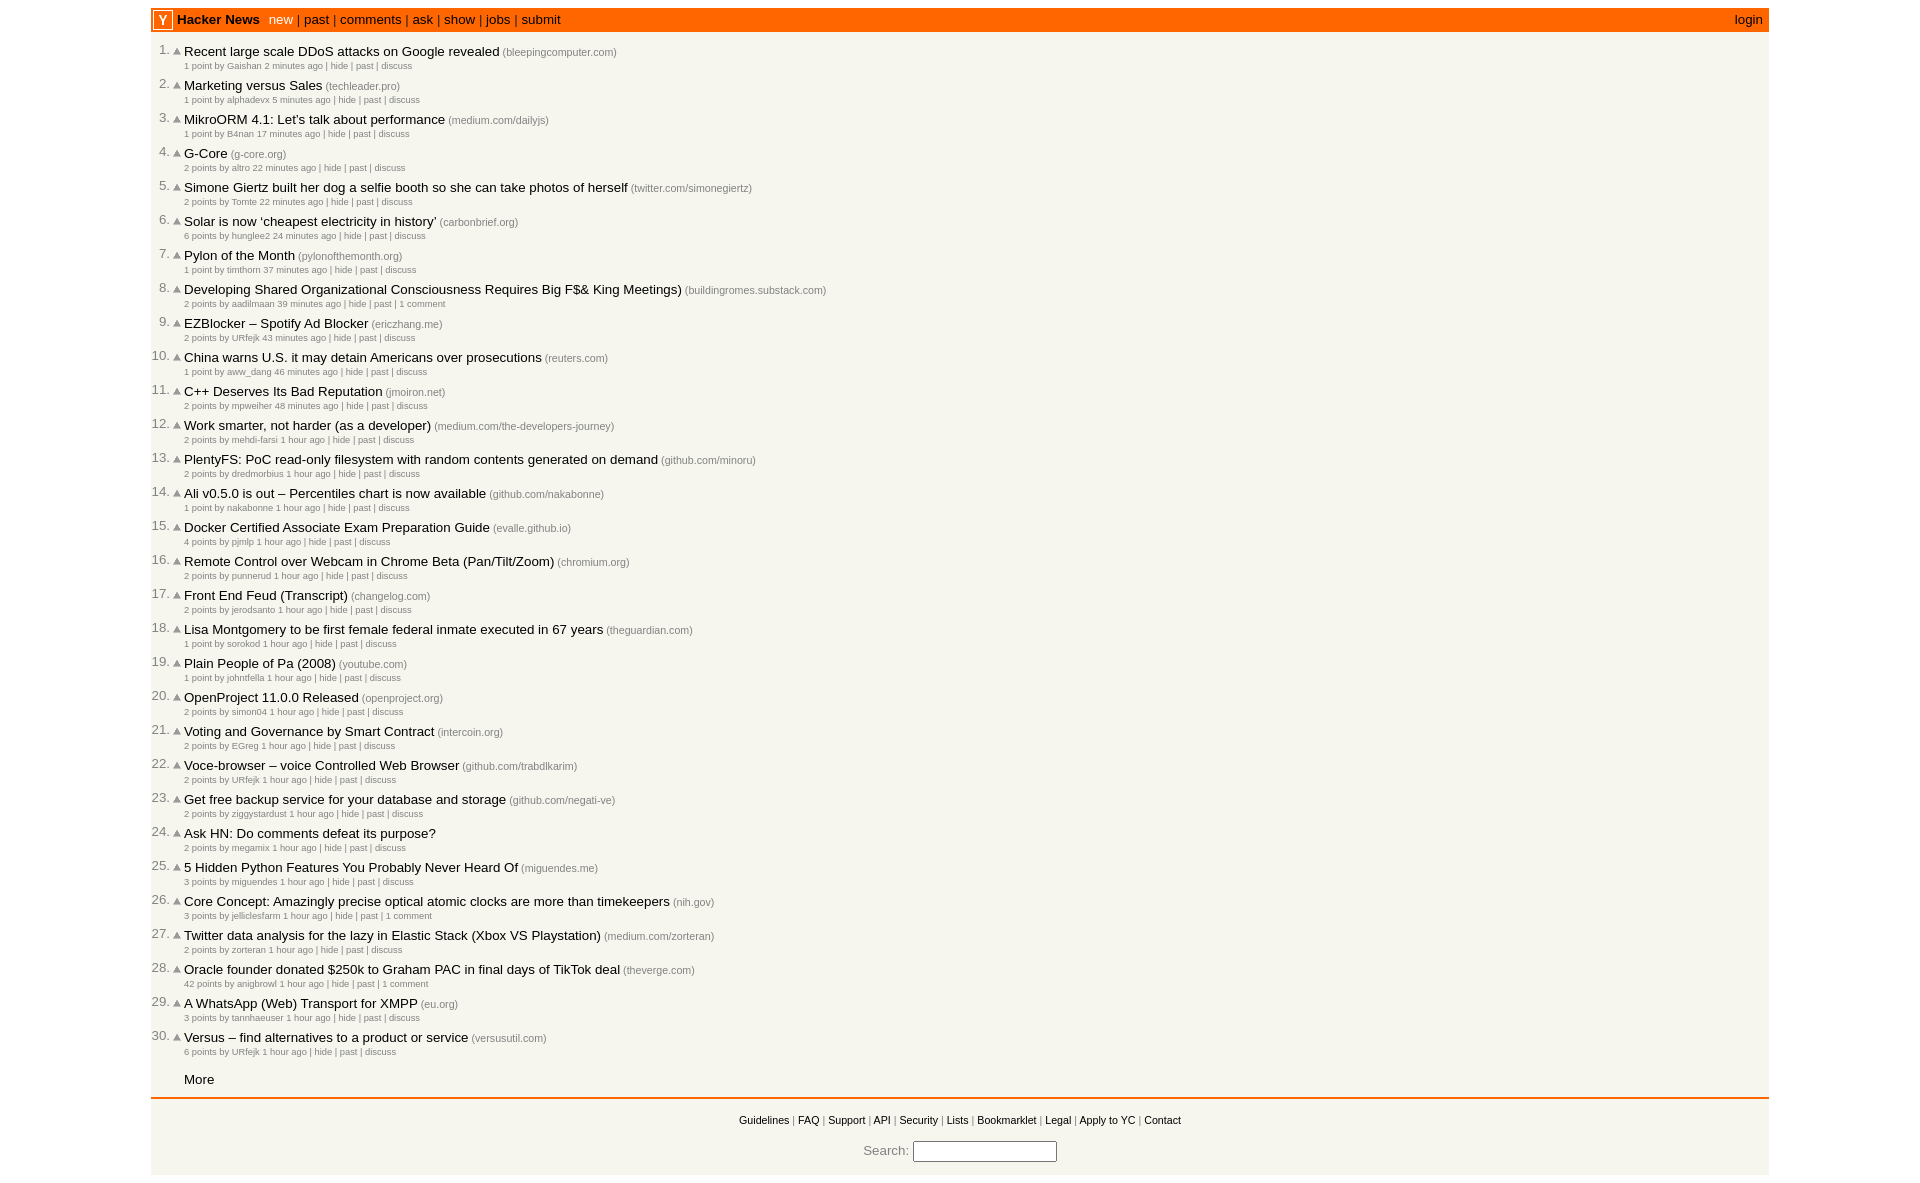 Y Hacker News new | past | comments | ask | show | jobs | submit login
1. Recent large scale DDoS attacks on Google revealed (bleepingcomputer.com)
1 point by Gaishan 2 minutes ago | hide | past | discuss
2. Marketing versus Sales (techleader.pro)
1 point by alphadevx 5 minutes ago | hide | past | discuss
3. MikroORM 4.1: Let’s talk about performance (medium.com/dailyjs)
1 point by B4nan 17 minutes ago | hide | past | discuss
4. G-Core (g-core.org)
2 points by altro 22 minutes ago | hide | past | discuss
5. Simone Giertz built her dog a selfie booth so she can take photos of herself (twitter.com/simonegiertz)
2 points by Tomte 22 minutes ago | hide | past | discuss
6. Solar is now ‘cheapest electricity in history’ (carbonbrief.org)
6 points by hunglee2 24 minutes ago | hide | past | discuss
7. Pylon of the Month (pylonofthemonth.org)
1 point by timthorn 37 minutes ago | hide | past | discuss
8. Developing Shared Organizational Consciousness Requires Big F$& King Meetings) (buildingromes.substack.com)
2 points by aadilmaan 39 minutes ago | hide | past | 1 comment
9. EZBlocker – Spotify Ad Blocker (ericzhang.me)
2 points by URfejk 43 minutes ago | hide | past | discuss
10. China warns U.S. it may detain Americans over prosecutions (reuters.com)
1 point by aww_dang 46 minutes ago | hide | past | discuss
11. C++ Deserves Its Bad Reputation (jmoiron.net)
2 points by mpweiher 48 minutes ago | hide | past | discuss
12. Work smarter, not harder (as a developer) (medium.com/the-developers-journey)
2 points by mehdi-farsi 1 hour ago | hide | past | discuss
13. PlentyFS: PoC read-only filesystem with random contents generated on demand (github.com/minoru)
2 points by dredmorbius 1 hour ago | hide | past | discuss
14. Ali v0.5.0 is out – Percentiles chart is now available (github.com/nakabonne)
1 point by nakabonne 1 hour ago | hide | past | discuss
15. Docker Certified Associate Exam Preparation Guide (evalle.github.io)
4 points by pjmlp 1 hour ago | hide | past | discuss
16. Remote Control over Webcam in Chrome Beta (Pan/Tilt/Zoom) (chromium.org)
2 points by punnerud 1 hour ago | hide | past | discuss
17. Front End Feud (Transcript) (changelog.com)
2 points by jerodsanto 1 hour ago | hide | past | discuss
18. Lisa Montgomery to be first female federal inmate executed in 67 years (theguardian.com)
1 point by sorokod 1 hour ago | hide | past | discuss
19. Plain People of Pa (2008) (youtube.com)
1 point by johntfella 1 hour ago | hide | past | discuss
20. OpenProject 11.0.0 Released (openproject.org)
2 points by simon04 1 hour ago | hide | past | discuss
21. Voting and Governance by Smart Contract (intercoin.org)
2 points by EGreg 1 hour ago | hide | past | discuss
22. Voce-browser – voice Controlled Web Browser (github.com/trabdlkarim)
2 points by URfejk 1 hour ago | hide | past | discuss
23. Get free backup service for your database and storage (github.com/negati-ve)
2 points by ziggystardust 1 hour ago | hide | past | discuss
24. Ask HN: Do comments defeat its purpose?
2 points by megamix 1 hour ago | hide | past | discuss
25. 5 Hidden Python Features You Probably Never Heard Of (miguendes.me)
3 points by miguendes 1 hour ago | hide | past | discuss
26. Core Concept: Amazingly precise optical atomic clocks are more than timekeepers (nih.gov)
3 points by jelliclesfarm 1 hour ago | hide | past | 1 comment
27. Twitter data analysis for the lazy in Elastic Stack (Xbox VS Playstation) (medium.com/zorteran)
2 points by zorteran 1 hour ago | hide | past | discuss
28. Oracle founder donated $250k to Graham PAC in final days of TikTok deal (theverge.com)
42 points by anigbrowl 1 hour ago | hide | past | 1 comment
29. A WhatsApp (Web) Transport for XMPP (eu.org)
3 points by tannhaeuser 1 hour ago | hide | past | discuss
30. Versus – find alternatives to a product or service (versusutil.com)
6 points by URfejk 1 hour ago | hide | past | discuss
More
Guidelines | FAQ | Support | API | Security | Lists | Bookmarklet | Legal | Apply to YC | Contact
Search: